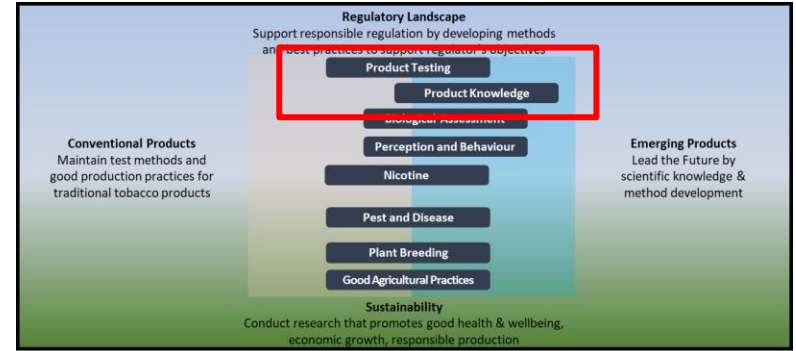 Regulatory Landscape
Support responsible regulation by developing methods
and best practices to support regulator's objectives
Product Testing
Product Knowledge
Biological Assessment
Conventional Products
Maintain test methods and
good production practices for
traditional tobacco products
Perception and Behaviour
Nicotine
Pest and Disease
Plant Breeding
Good Agricultural Practices
Emerging Products
Lead the Future by
scientific knowledge &
method development
Sustainability
Conduct research that promotes good health & wellbeing,
economic growth, responsible production